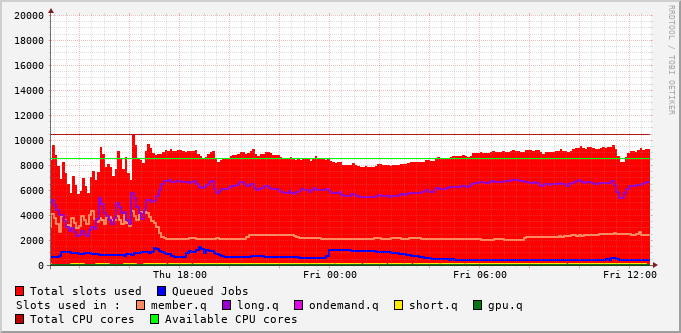 20000
18000
16000
14000
12000
10000
8000
6000
4000
2000
0
Thu 18:00 Fri 00:00 Fri 06:00 Fri 12:00
Total slots used Queued Jobs
Slots used in : member.q long.q ondemand.q short.q gpu.q
Total CPU cores Available CPU cores
RRDTOOL / TOBI OETIKER